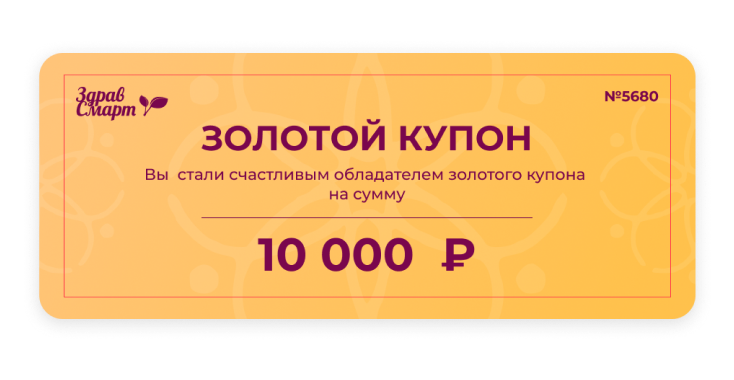 Здрав
Смарт
№5680
ЗОЛОТОЙ КУПОН
Вы стали счастливым обладателем золотого купона
на сумму
10 000 ₽